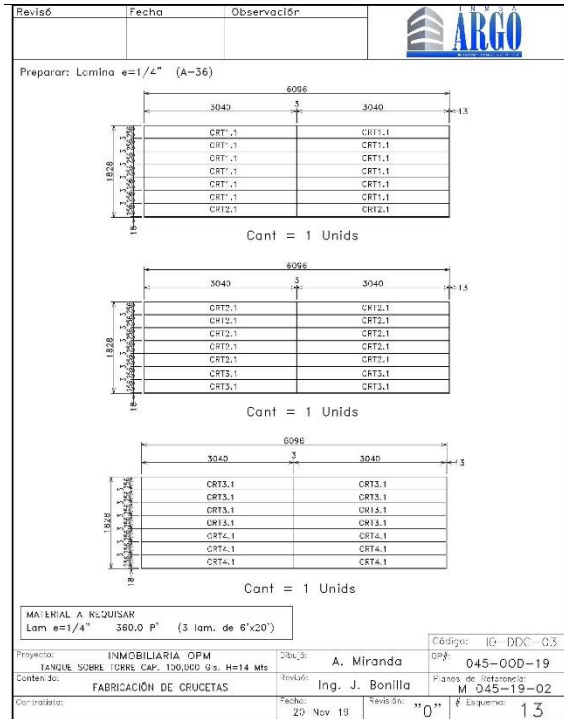 Revisó Fecha Observación
INMSA
ARGO
Preparar: Lamina e=1/4" (A-36)
6096
3040 3 3040 13
1828
CRT1.1 CRT1.1
CRT1.1 CRT1.1
CRT1.1 CRT1.1
CRT1.1 CRT1.1
CRT1.1 CRT1.1
CRT1.1 CRT1.1
CRT2.1 CRT2.1
18
Cant = 1 Unids
6096
3040 3 3040 13
1828
CRT2.1 CRT2.1
CRT2.1 CRT2.1
CRT2.1 CRT2.1
CRT2.1 CRT2.1
CRT2.1 CRT2.1
CRT3.1 CRT3.1
CRT3.1 CRT3.1
18
Cant = 1 Unids
6096
3040 3 3040 13
1828
CRT3.1 CRT3.1
CRT3.1 CRT3.1
CRT3.1 CRT3.1
CRT3.1 CRT3.1
CRT4.1 CRT4.1
CRT4.1 CRT4.1
CRT4.1 CRT4.1
18
Cant = 1 Unids
MATERIAL A REQUISAR
Lam e=1/4" 360.0 P² (3 lam. de 6'x20')
Código: IO-DDC-03
Proyecto: INMOBILIARIA OPM
TANQUE SOBRE TORRE CAP. 100,000 Gls. H=14 Mts
Dibujó: A. Miranda
OP#: 045-OOD-19
Contenido: FABRICACIÓN DE CRUCETAS
Revisó: Ing. J. Bonilla
Planos de Referencia: M 045-19-02
Contratista:
Fecha: 20 Nov 19
Revisión: "0"
# Esquema: 13